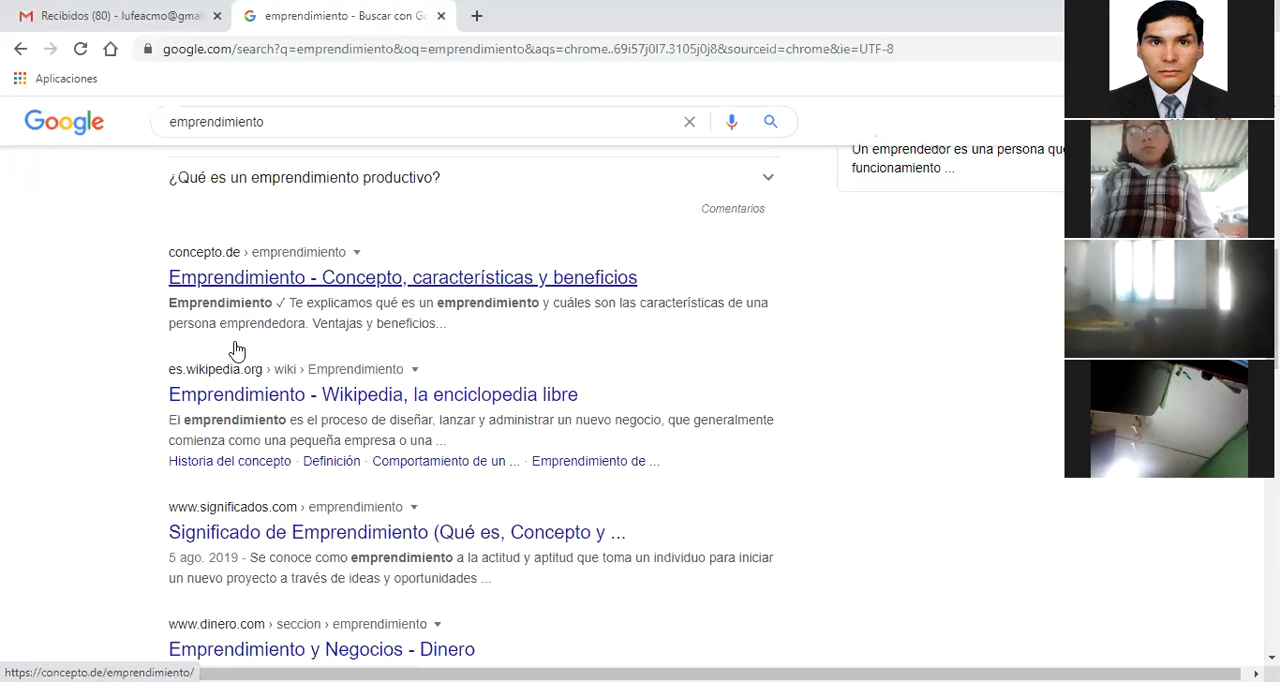 Recibidos (80) - lufeacmo@gma
emprendimiento - Buscar con Go
google.com/search?q=emprendimiento&oq=emprendimiento&aqs=chrome..69i57j0l7.3105j0j8&sourceid=chrome&ie=UTF-8
Aplicaciones
Google
emprendimiento
Un emprendedor es una persona que
funcionamiento ...
¿Qué es un emprendimiento productivo?
Comentarios
concepto.de › emprendimiento
Emprendimiento - Concepto, características y beneficios
Emprendimiento ✓ Te explicamos qué es un emprendimiento y cuáles son las características de una
persona emprendedora. Ventajas y beneficios...
es.wikipedia.org › wiki › Emprendimiento
Emprendimiento - Wikipedia, la enciclopedia libre
El emprendimiento es el proceso de diseñar, lanzar y administrar un nuevo negocio, que generalmente
comienza como una pequeña empresa o una ...
Historia del concepto · Definición · Comportamiento de un ... · Emprendimiento de ...
www.significados.com › emprendimiento
Significado de Emprendimiento (Qué es, Concepto y ...
5 ago. 2019 - Se conoce como emprendimiento a la actitud y aptitud que toma un individuo para iniciar
un nuevo proyecto a través de ideas y oportunidades ...
www.dinero.com › seccion › emprendimiento
Emprendimiento y Negocios - Dinero
https://concepto.de/emprendimiento/